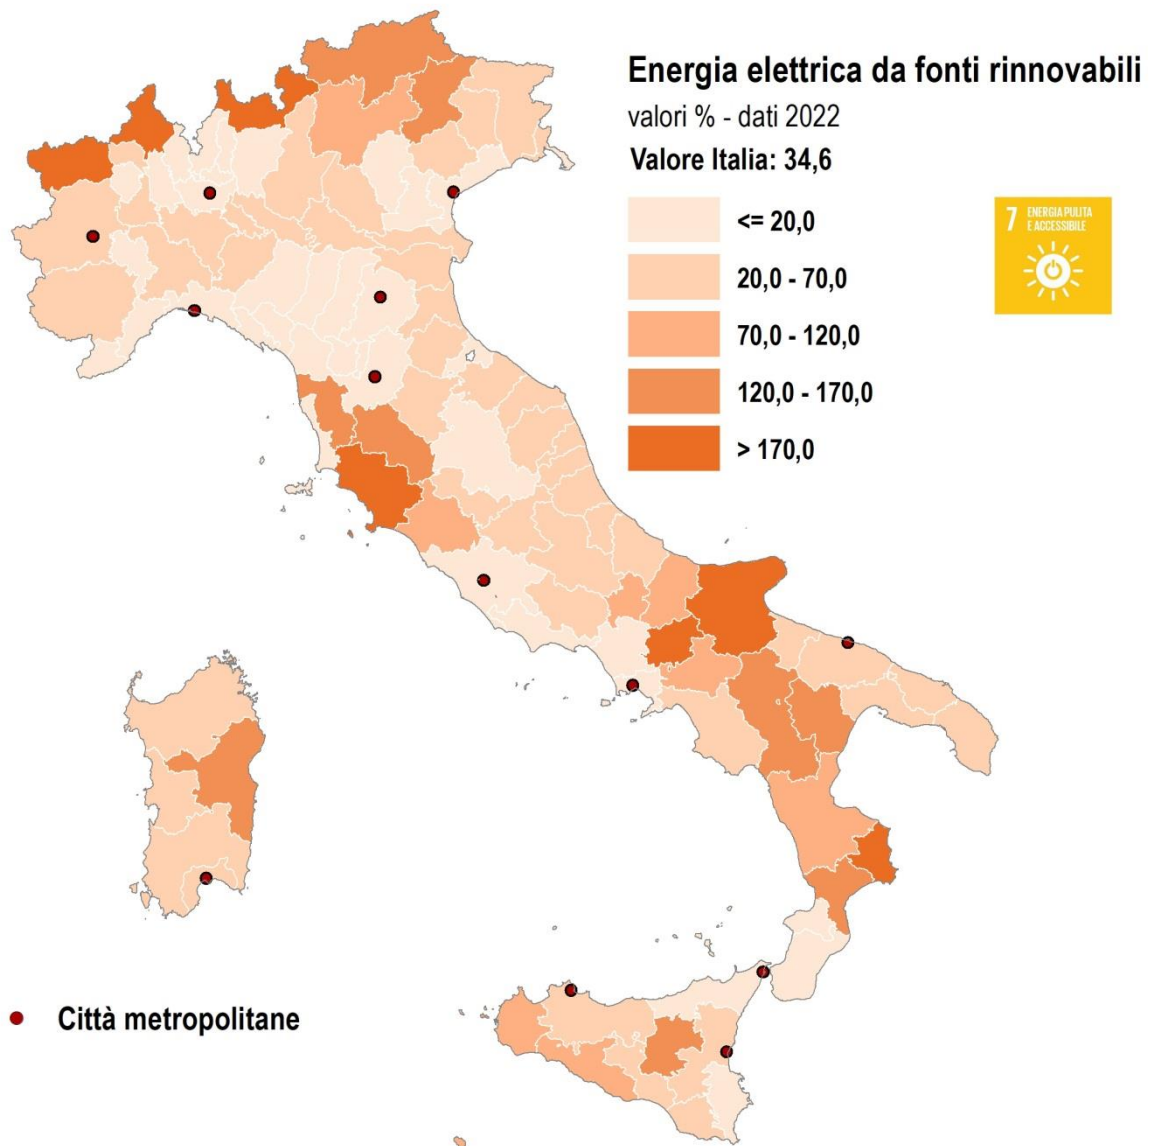 Energia elettrica da fonti rinnovabili
valori % - dati 2022
Valore Italia: 34,6
<= 20,0
20,0 - 70,0
70,0 - 120,0
120,0 - 170,0
> 170,0
7 ENERGIA PULITA
E ACCESSIBILE
Città metropolitane